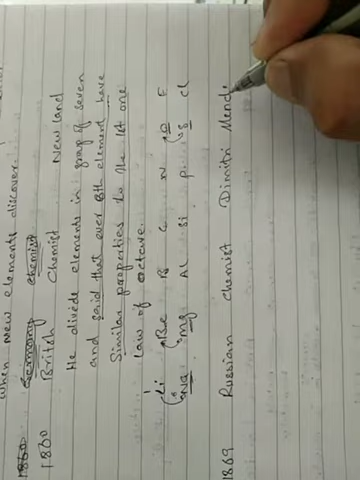 when New elements discover.
1860 Germany chemist
1860 Britch Chemist New land
He divide elements in group of seven
and said that ever 8th element have
Similar properties to the 1st one
law of octave.
Li Be B C N O F
Na Mg Al Si P S Cl
1869 Russian chemist Dimitri Mende